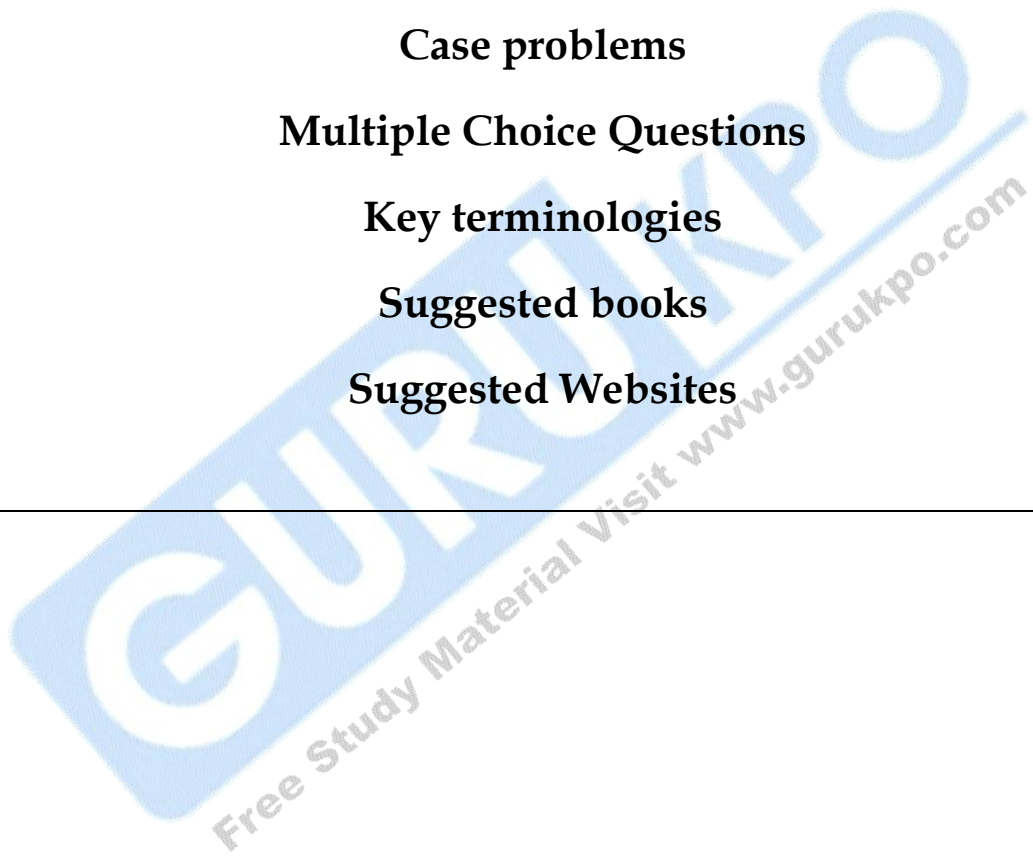 Case problems
Multiple Choice Questions
Key terminologies
Suggested books
Suggested Websites
GURUKPO
Free Study Material Visit www.gurukpo.com